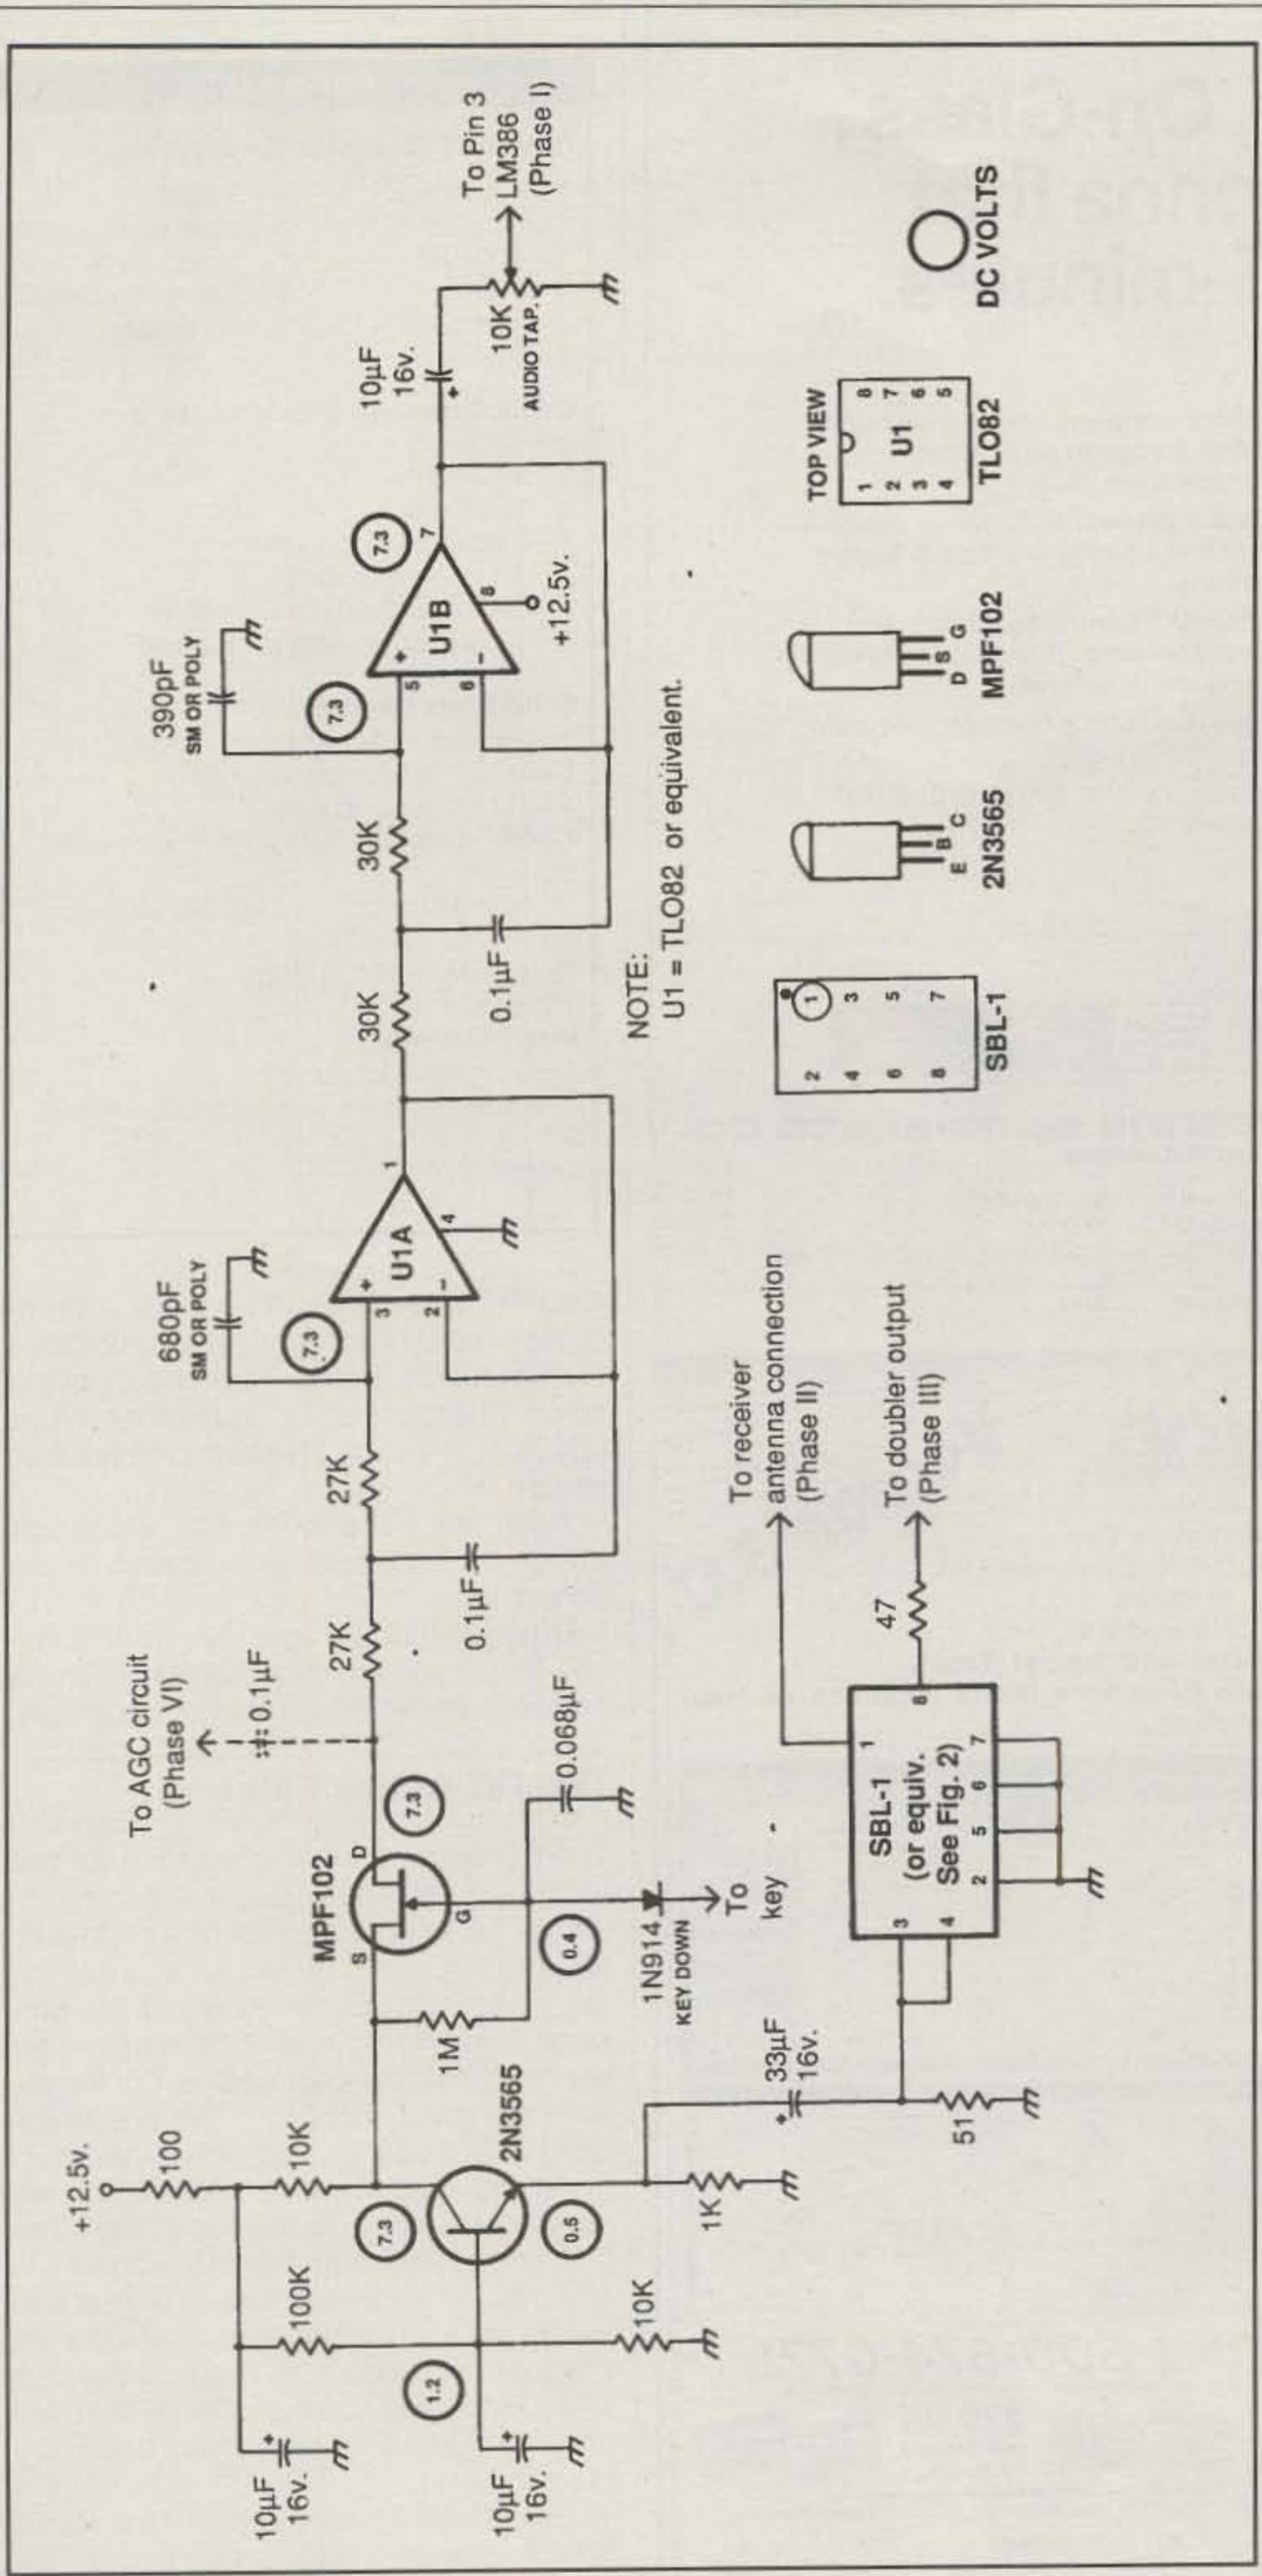 +12.5v.
100
10K
100K
10µF
16v.
10µF
16v.
1.2
10K
7.3
2N3565
0.5
1K
33µF
16v.
51
1M
MPF102
S
D
G
7.3
0.4
1N914
KEY DOWN
To
key
0.068µF
To AGC circuit
(Phase VI)
0.1µF
27K
27K
0.1µF
680pF
SM OR POLY
7.3
3
+
2
-
U1A
1
4
30K
30K
0.1µF
390pF
SM OR POLY
7.3
5
+
6
-
U1B
7.3
7
8
+12.5v.
10µF
16v.
+
10K
AUDIO TAP.
To Pin 3
LM386
(Phase I)
NOTE:
U1 = TLO82 or equivalent.
SBL-1
(or equiv.
See Fig. 2)
3
4
1
8
2
5
6
7
47
To receiver
antenna connection
(Phase II)
To doubler output
(Phase III)
2
1
4
3
6
5
8
7
SBL-1
E
B
C
2N3565
D
S
G
MPF102
TOP VIEW
1
8
2
7
U1
3
6
4
5
TLO82
DC VOLTS